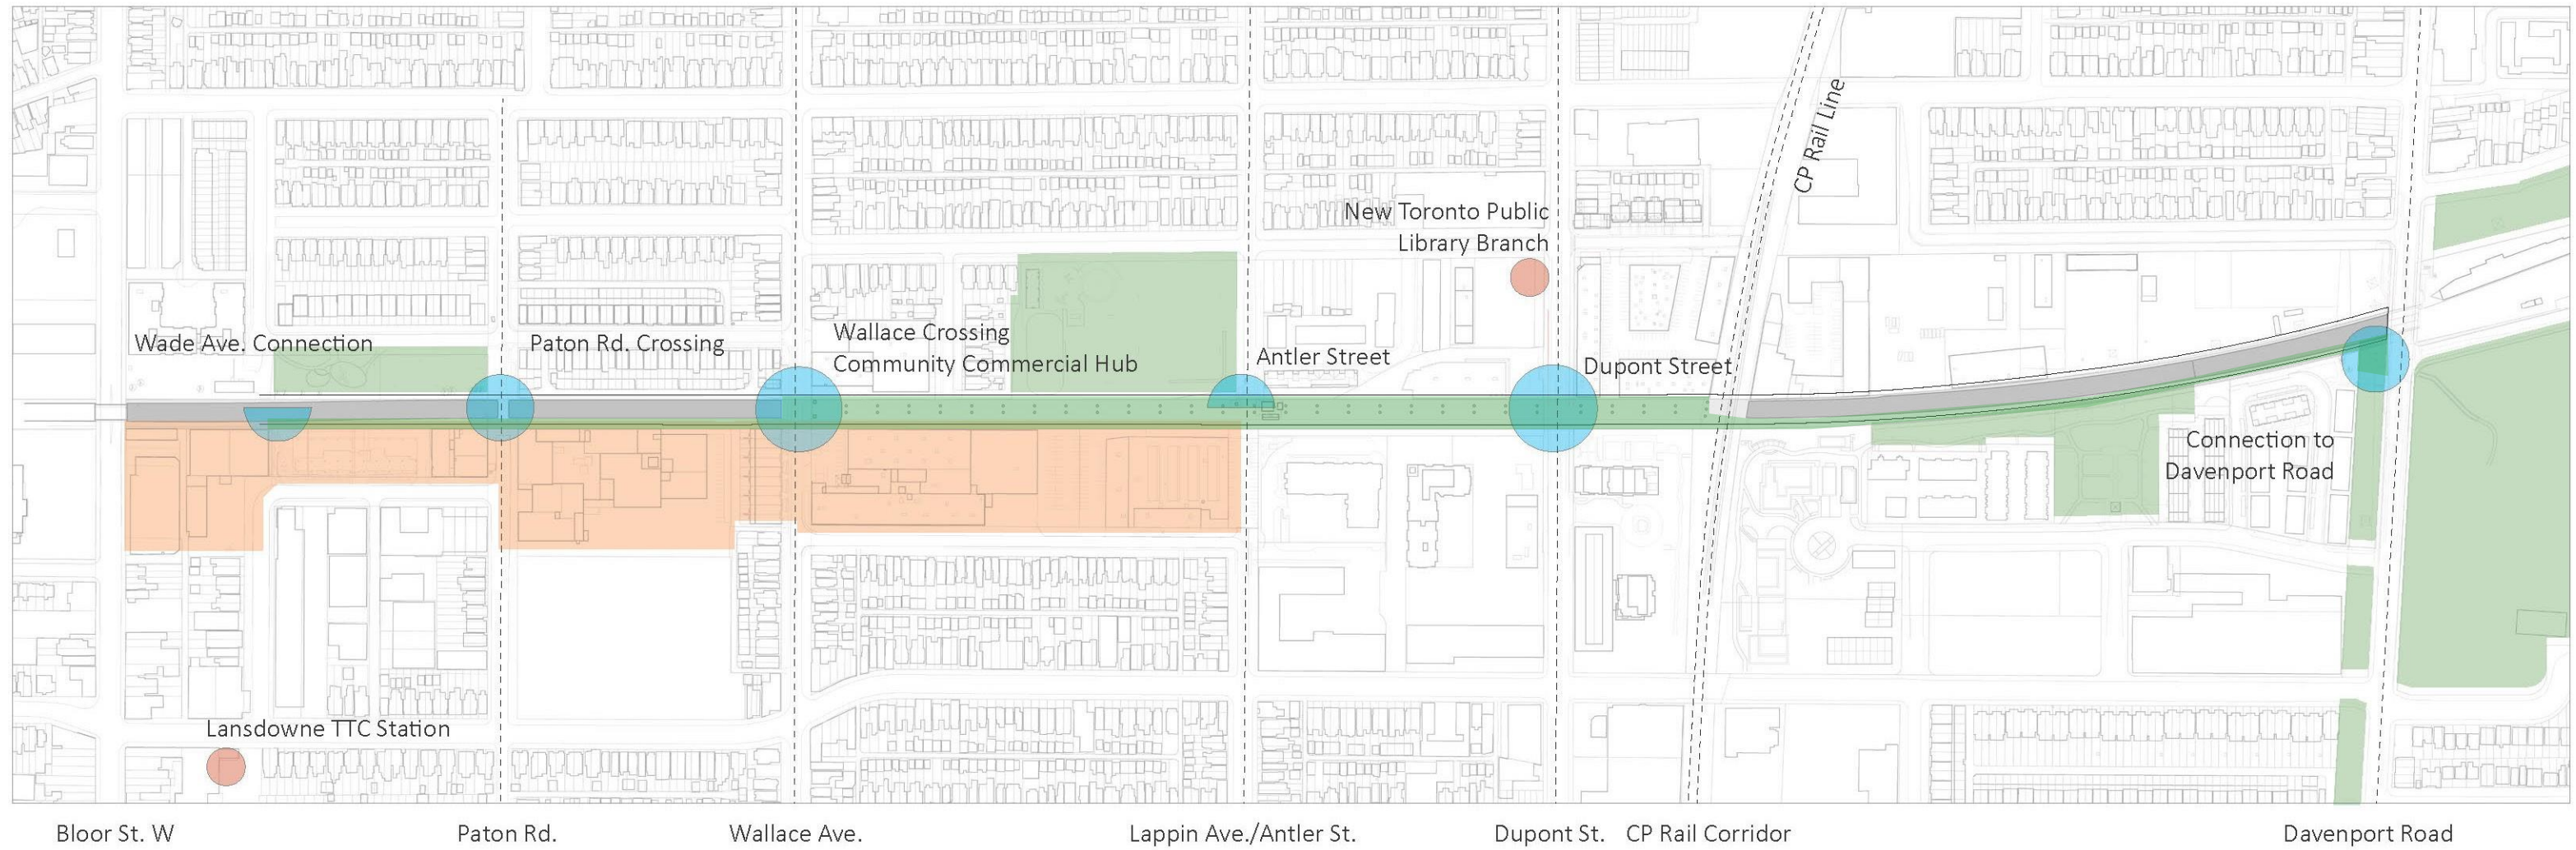 CP Rail Line
New Toronto Public
Library Branch
Wade Ave. Connection
Paton Rd. Crossing
Wallace Crossing
Community Commercial Hub
Antler Street
Dupont Street
Connection to
Davenport Road
Lansdowne TTC Station
Bloor St. W
Paton Rd.
Wallace Ave.
Lappin Ave./Antler St.
Dupont St.
CP Rail Corridor
Davenport Road